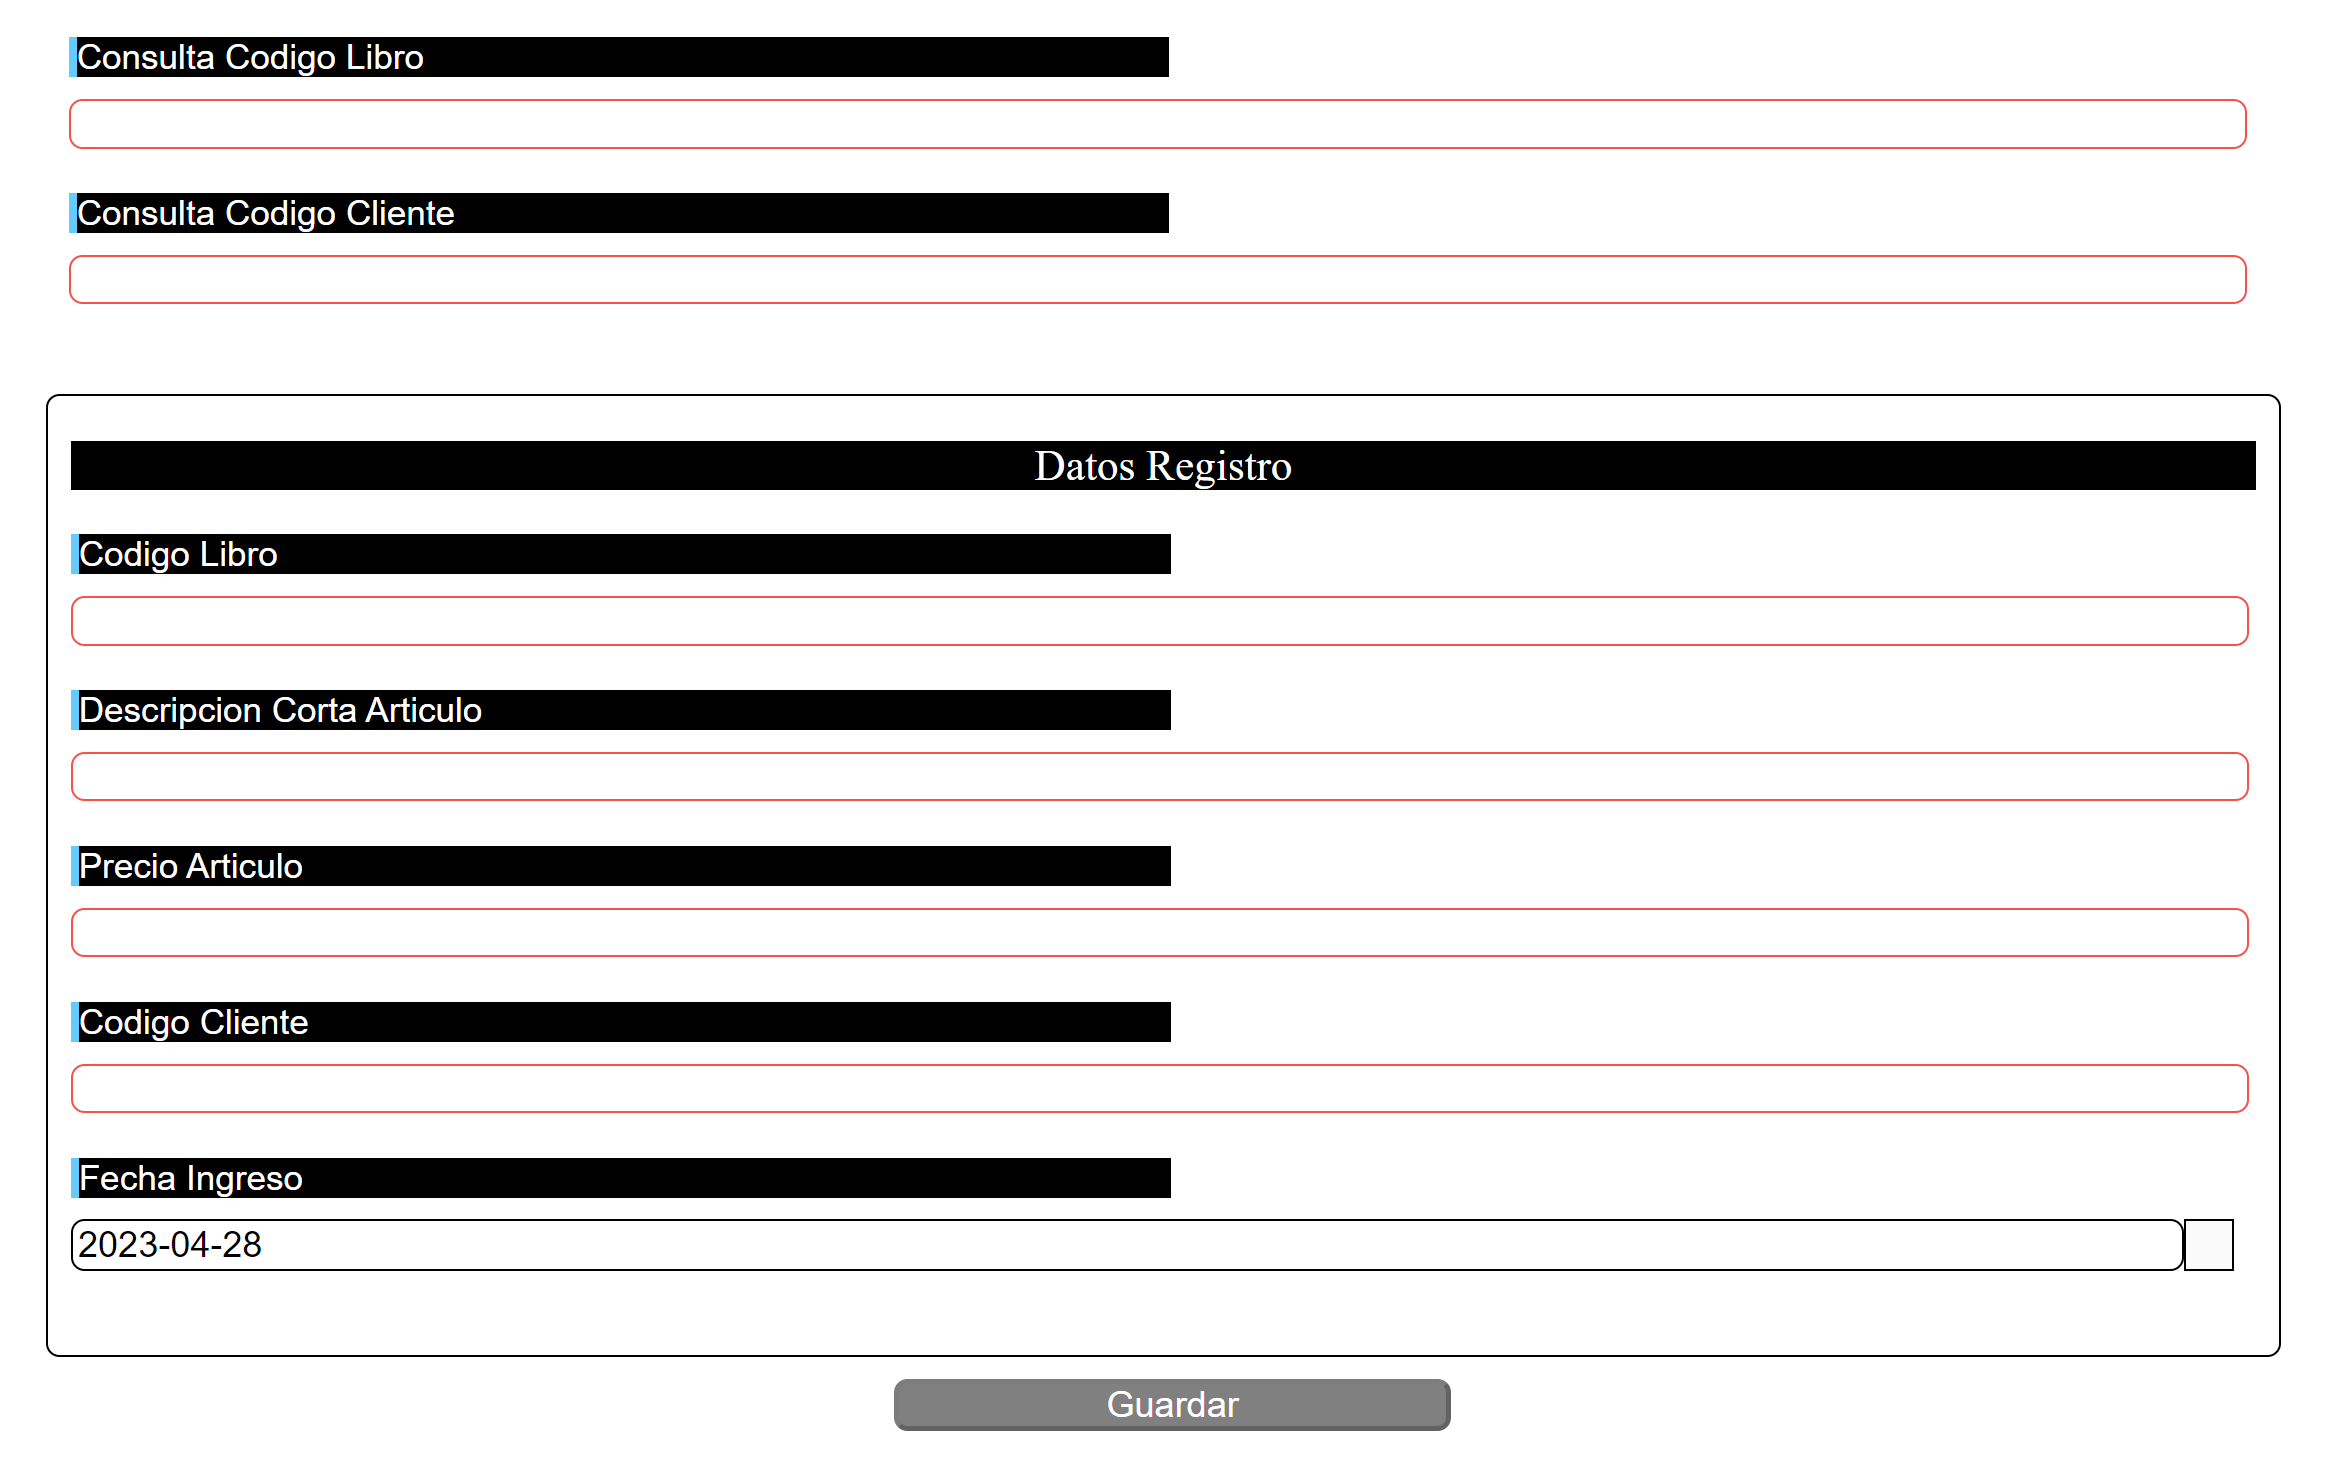 Consulta Codigo Libro
Consulta Codigo Cliente
Datos Registro
Codigo Libro
Descripcion Corta Articulo
Precio Articulo
Codigo Cliente
Fecha Ingreso
2023-04-28
Guardar